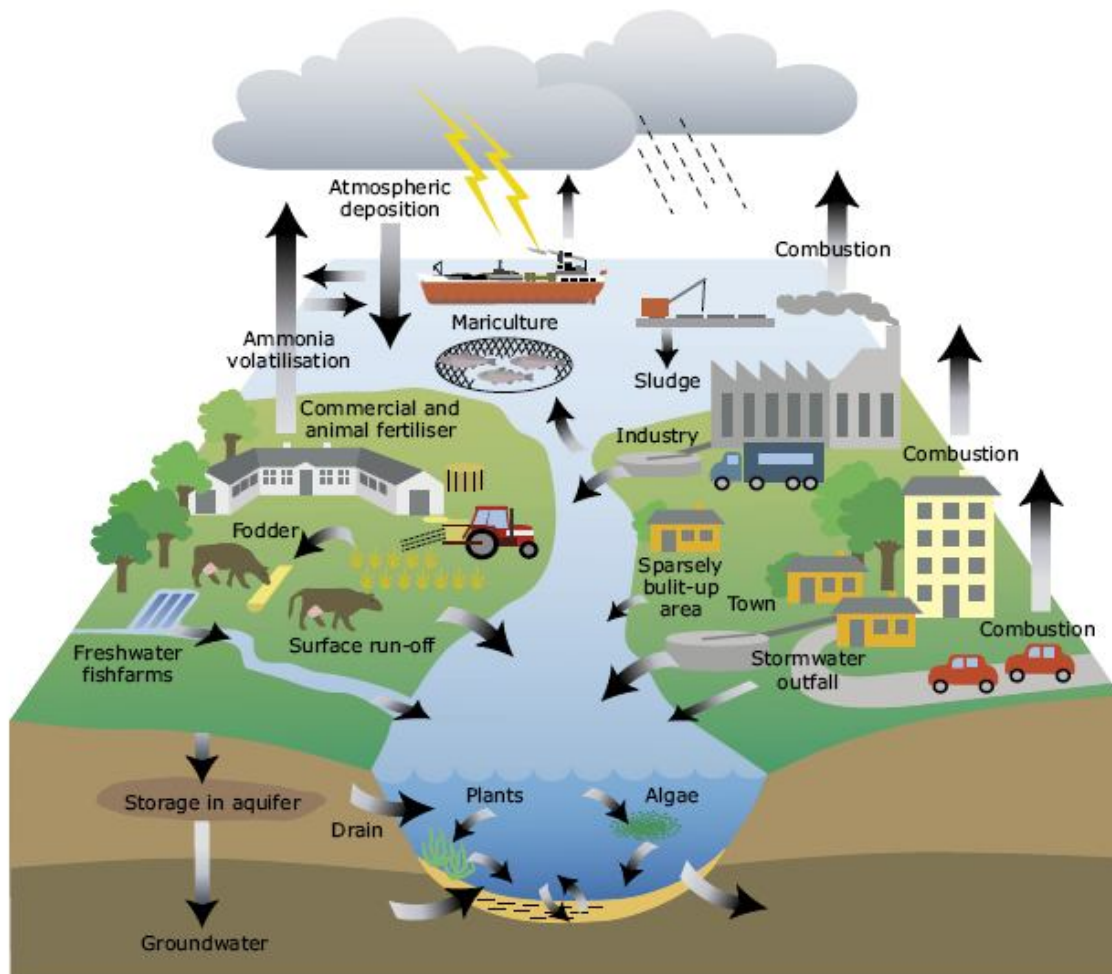 Atmospheric
deposition
Combustion
Mariculture
Ammonia
volatilisation
Sludge
Commercial and
animal fertiliser
Industry
Combustion
Fodder
Sparsely
bulit-up
area
Town
Surface run-off
Combustion
Freshwater
fishfarms
Stormwater
outfall
Plants
Algae
Storage in aquifer
Drain
Groundwater